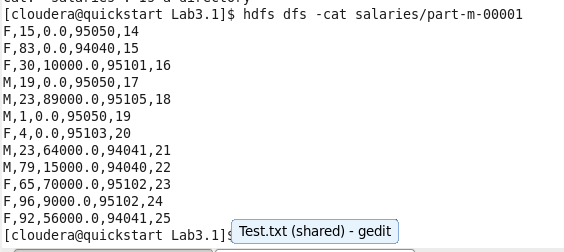 [cloudera@quickstart Lab3.1]$ hdfs dfs -cat salaries/part-m-00001
F,15,0.0,95050,14
F,83,0.0,94040,15
F,30,10000.0,95101,16
M,19,0.0,95050,17
M,23,89000.0,95105,18
M,1,0.0,95050,19
F,4,0.0,95103,20
M,23,64000.0,94041,21
M,79,15000.0,94040,22
F,65,70000.0,95102,23
F,96,9000.0,95102,24
F,92,56000.0,94041,25
[cloudera@quickstart Lab3.1]$
Test.txt (shared) - gedit